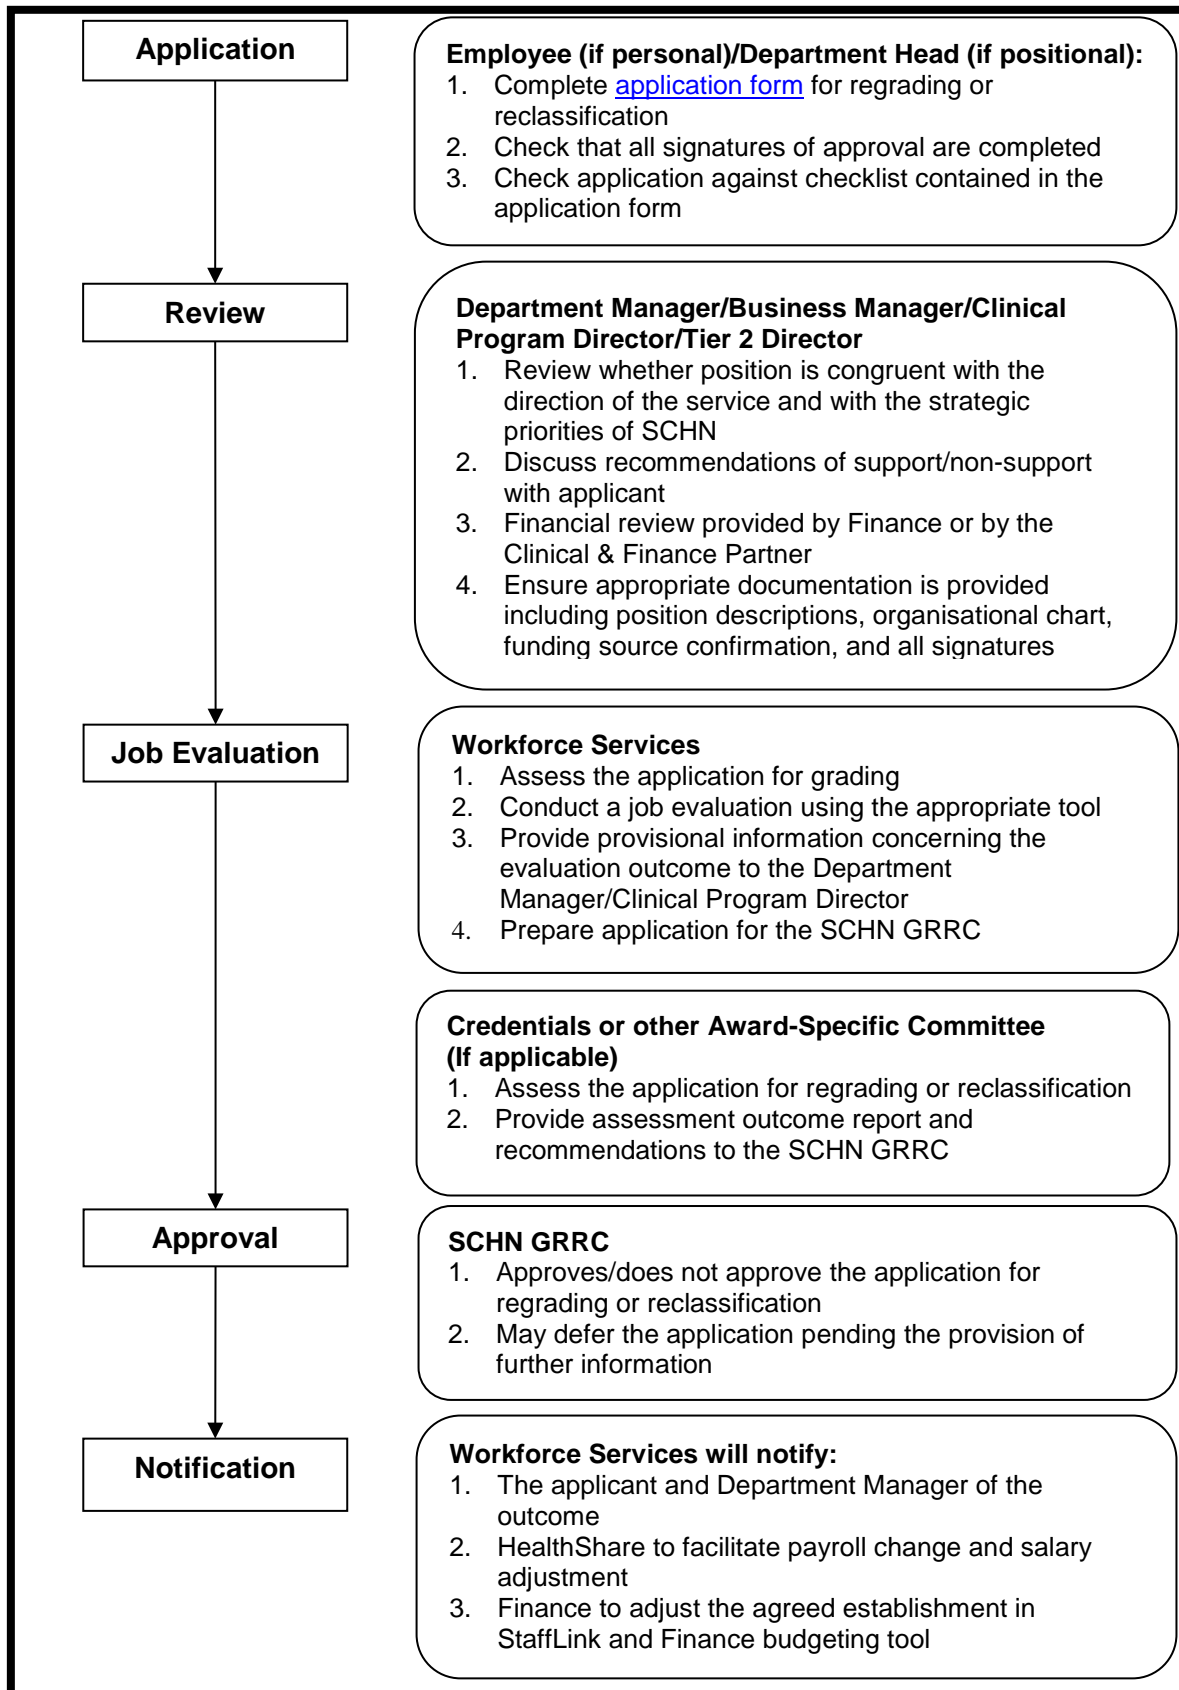 Application
Employee (if personal)/Department Head (if positional):
1. Complete application form for regrading or
reclassification
2. Check that all signatures of approval are completed
3. Check application against checklist contained in the
application form
Review
Department Manager/Business Manager/Clinical
Program Director/Tier 2 Director
1. Review whether position is congruent with the
direction of the service and with the strategic
priorities of SCHN
2. Discuss recommendations of support/non-support
with applicant
3. Financial review provided by Finance or by the
Clinical & Finance Partner
4. Ensure appropriate documentation is provided
including position descriptions, organisational chart,
funding source confirmation, and all signatures
Job Evaluation
Workforce Services
1. Assess the application for grading
2. Conduct a job evaluation using the appropriate tool
3. Provide provisional information concerning the
evaluation outcome to the Department
Manager/Clinical Program Director
4. Prepare application for the SCHN GRRC
Credentials or other Award-Specific Committee
(If applicable)
1. Assess the application for regrading or reclassification
2. Provide assessment outcome report and
recommendations to the SCHN GRRC
Approval
SCHN GRRC
1. Approves/does not approve the application for
regrading or reclassification
2. May defer the application pending the provision of
further information
Notification
Workforce Services will notify:
1. The applicant and Department Manager of the
outcome
2. HealthShare to facilitate payroll change and salary
adjustment
3. Finance to adjust the agreed establishment in
StaffLink and Finance budgeting tool